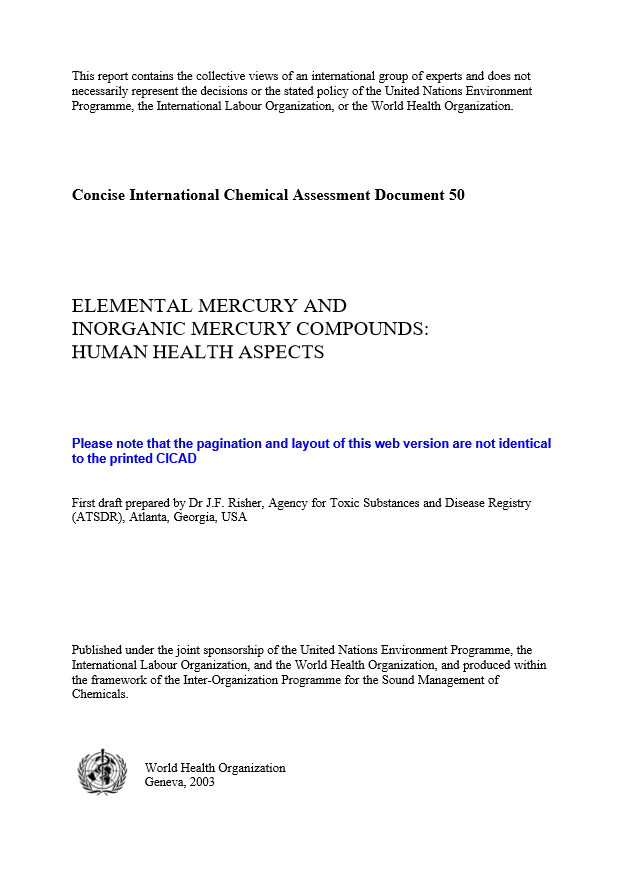 This report contains the collective views of an international group of experts and does not
necessarily represent the decisions or the stated policy of the United Nations Environment
Programme, the International Labour Organization, or the World Health Organization.
Concise International Chemical Assessment Document 50
ELEMENTAL MERCURY AND
INORGANIC MERCURY COMPOUNDS:
HUMAN HEALTH ASPECTS
Please note that the pagination and layout of this web version are not identical
to the printed CICAD
First draft prepared by Dr J.F. Risher, Agency for Toxic Substances and Disease Registry
(ATSDR), Atlanta, Georgia, USA
Published under the joint sponsorship of the United Nations Environment Programme, the
International Labour Organization, and the World Health Organization, and produced within
the framework of the Inter-Organization Programme for the Sound Management of
Chemicals.
World Health Organization
Geneva, 2003